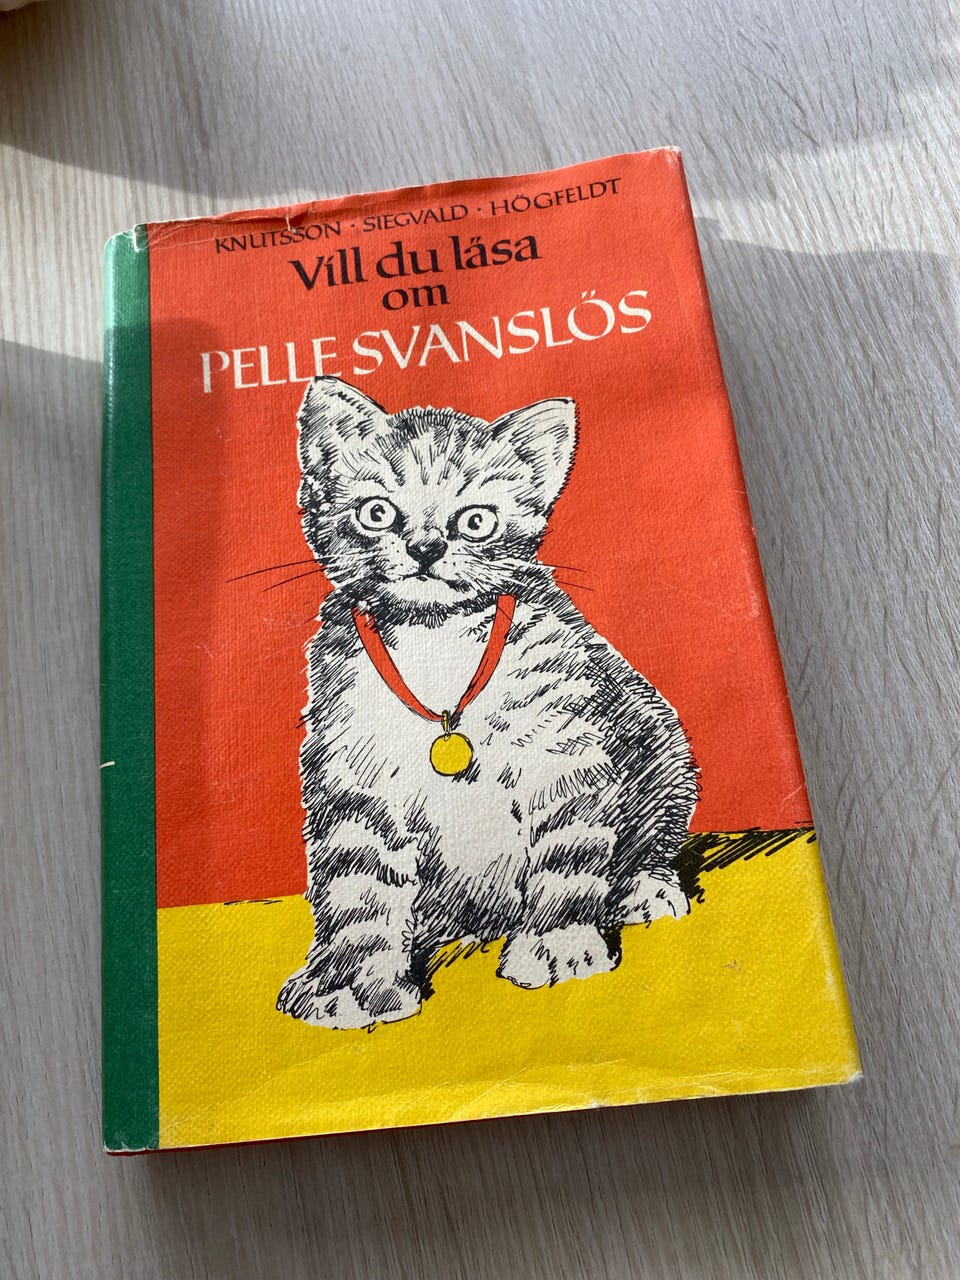 KNUTSSON · SIEGVALD · HÖGFELDT
Vill du läsa
om
PELLE SVANSLÖS